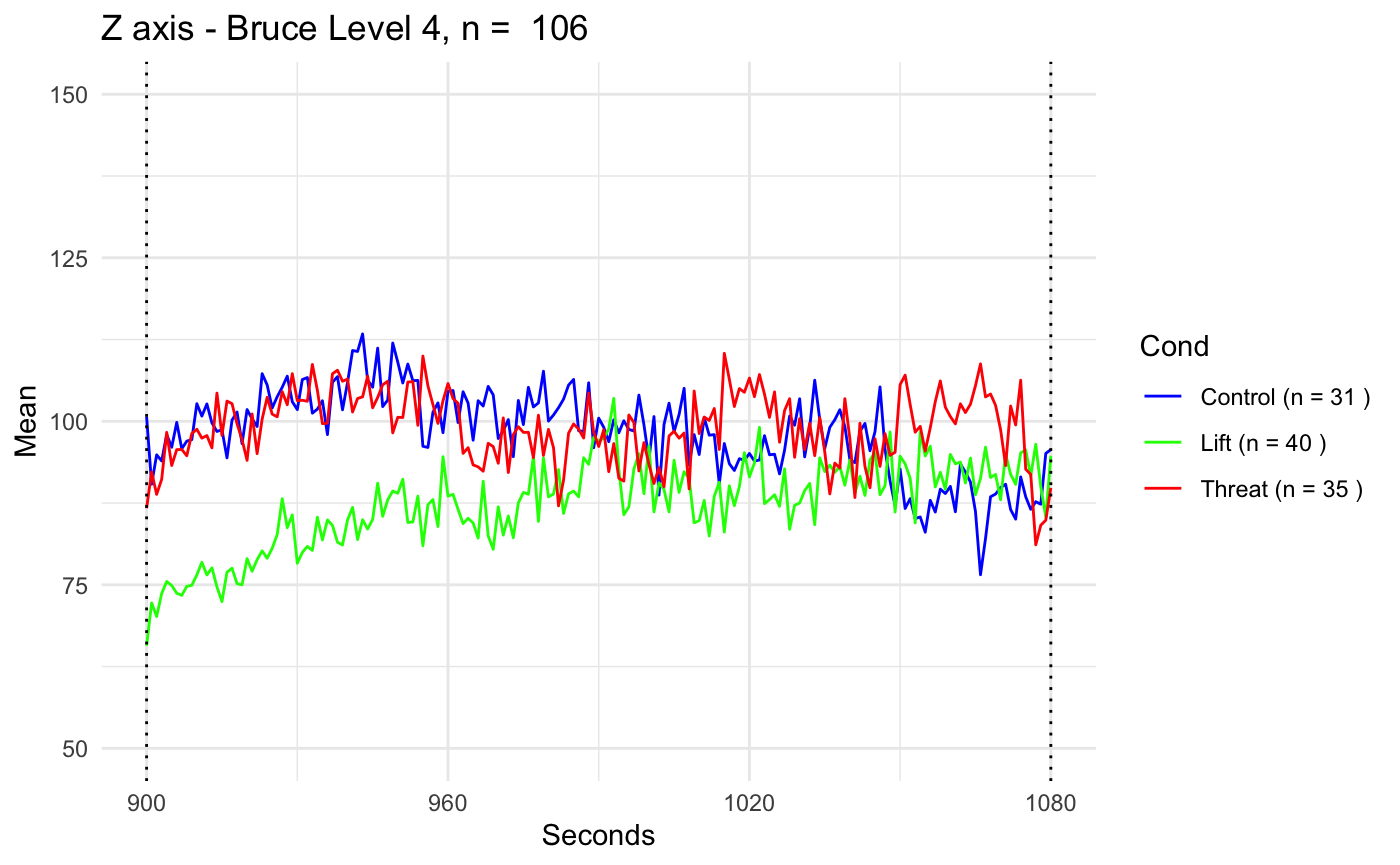 Z axis - Bruce Level 4, n =  106
150
125
100
75
50
Mean
900
960
1020
1080
Seconds
Cond
Control (n = 31 )
Lift (n = 40 )
Threat (n = 35 )